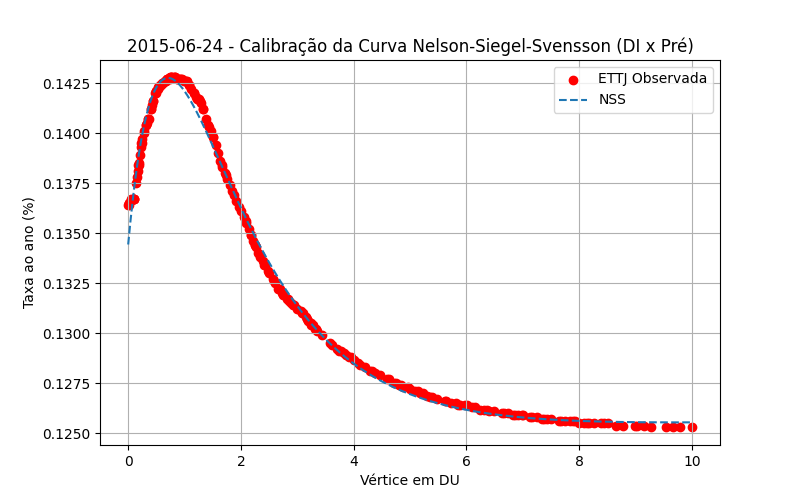 2015-06-24 - Calibração da Curva Nelson-Siegel-Svensson (DI x Pré)
ETTJ Observada
NSS
Taxa ao ano (%)
0.1425
0.1400
0.1375
0.1350
0.1325
0.1300
0.1275
0.1250
0 2 4 6 8 10
Vértice em DU